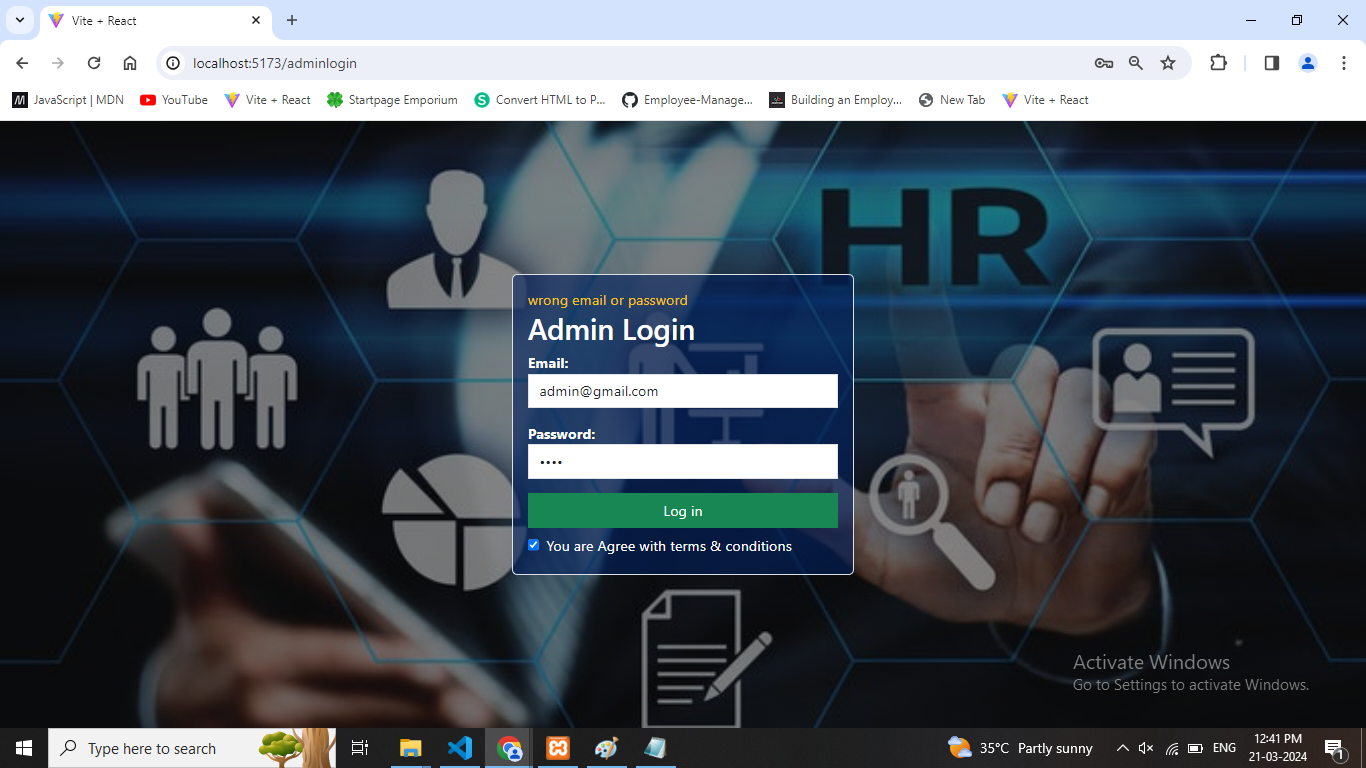 Vite + React
localhost:5173/adminlogin
JavaScript | MDN
YouTube
Vite + React
Startpage Emporium
Convert HTML to P...
Employee-Manage...
Building an Employ...
New Tab
Vite + React
HR
wrong email or password
Admin Login
Email:
admin@gmail.com
Password:
••••
Log in
You are Agree with terms & conditions
Activate Windows
Go to Settings to activate Windows.
Type here to search
35°C Partly sunny
ENG
12:41 PM
21-03-2024
1